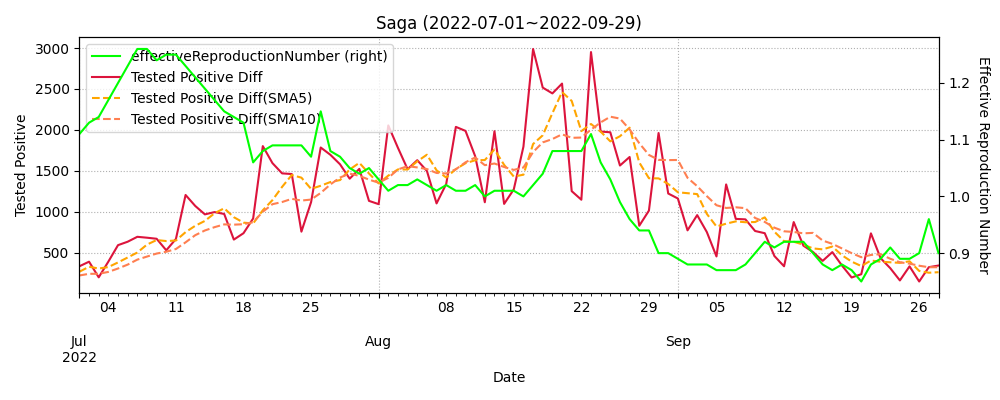 Saga (2022-07-01~2022-09-29)
effectiveReproductionNumber (right)
Tested Positive Diff
Tested Positive Diff(SMA5)
Tested Positive Diff(SMA10)
Tested Positive
3000
2500
2000
1500
1000
500
Effective Reproduction Number
1.2
1.1
1.0
0.9
04 11 18 25 08 15 22 29 05 12 19 26
Jul Aug Sep
2022
Date